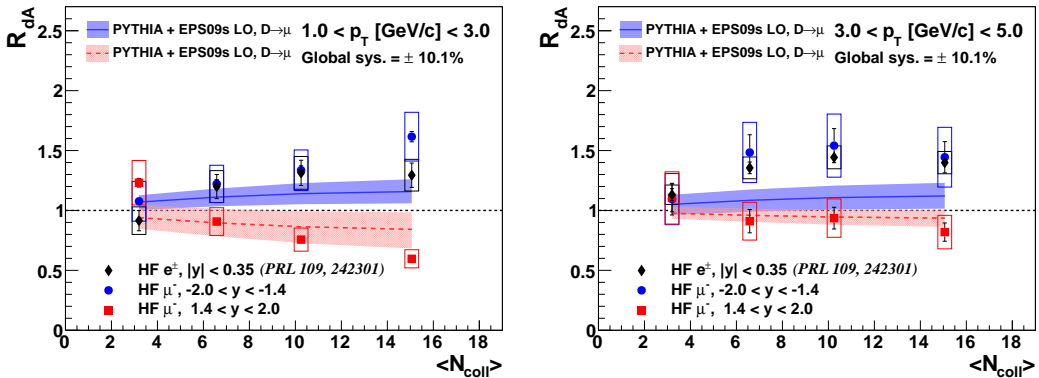 R_dA
PYTHIA + EPS09s LO, D→μ
1.0 < p_T [GeV/c] < 3.0
PYTHIA + EPS09s LO, D→μ
Global sys. = ± 10.1%
2.5
2
1.5
1
0.5
0
HF e±, |y| < 0.35 (PRL 109, 242301)
HF μ-, -2.0 < y < -1.4
HF μ-, 1.4 < y < 2.0
0 2 4 6 8 10 12 14 16 18
<N_coll>
R_dA
PYTHIA + EPS09s LO, D→μ
3.0 < p_T [GeV/c] < 5.0
PYTHIA + EPS09s LO, D→μ
Global sys. = ± 10.1%
2.5
2
1.5
1
0.5
0
HF e±, |y| < 0.35 (PRL 109, 242301)
HF μ-, -2.0 < y < -1.4
HF μ-, 1.4 < y < 2.0
0 2 4 6 8 10 12 14 16 18
<N_coll>